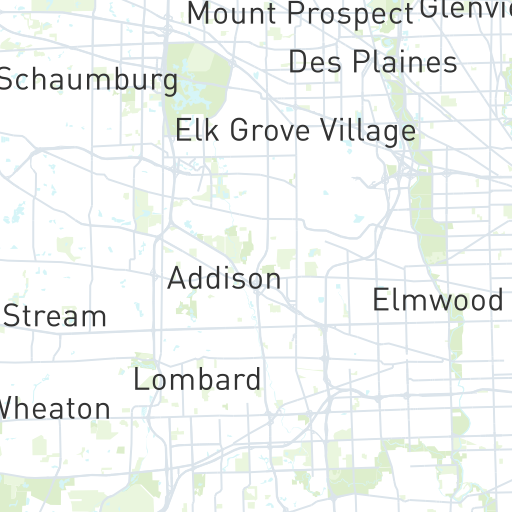 Mount Prospect
Des Plaines
Schaumburg
Elk Grove Village
Addison
Elmwood
Stream
Lombard
Wheaton